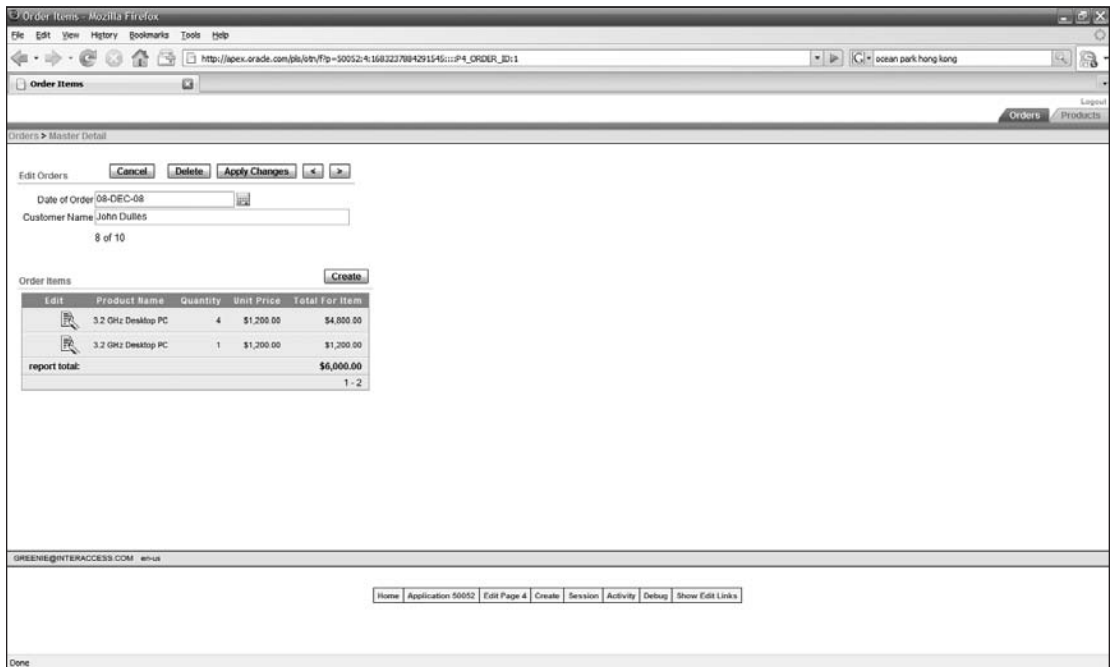 Order Items - Mozilla Firefox
File Edit View History Bookmarks Tools Help
http://apex.oracle.com/pls/otn/f?p=50052:4:1683237884291545::::P4_ORDER_ID:1 ocean park hong kong
Order Items
Logout
Orders Products
Orders > Master Detail
Edit Orders Cancel Delete Apply Changes < >
Date of Order 08-DEC-08
Customer Name John Dulles
8 of 10
Order Items Create
Edit Product Name Quantity Unit Price Total For Item
3.2 GHz Desktop PC 4 $1,200.00 $4,800.00
3.2 GHz Desktop PC 1 $1,200.00 $1,200.00
report total: $6,000.00
1 - 2
GREENIE@INTERACCESS.COM en-us
Home Application 50052 Edit Page 4 Create Session Activity Debug Show Edit Links
Done